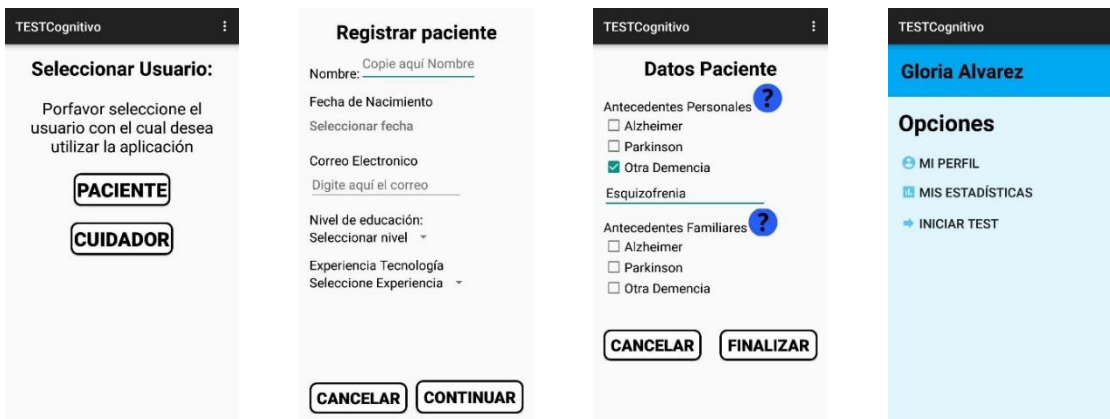 TESTCognitivo
Seleccionar Usuario:
Porfavor seleccione el
usuario con el cual desea
utilizar la aplicación
PACIENTE
CUIDADOR
Registrar paciente
Nombre: Copie aquí Nombre
Fecha de Nacimiento
Seleccionar fecha
Correo Electronico
Digite aquí el correo
Nivel de educación:
Seleccionar nivel
Experiencia Tecnología
Seleccione Experiencia
CANCELAR CONTINUAR
TESTCognitivo
Datos Paciente
Antecedentes Personales ?
Alzheimer
Parkinson
Otra Demencia
Esquizofrenia
Antecedentes Familiares ?
Alzheimer
Parkinson
Otra Demencia
CANCELAR FINALIZAR
TESTCognitivo
Gloria Alvarez
Opciones
MI PERFIL
MIS ESTADÍSTICAS
INICIAR TEST